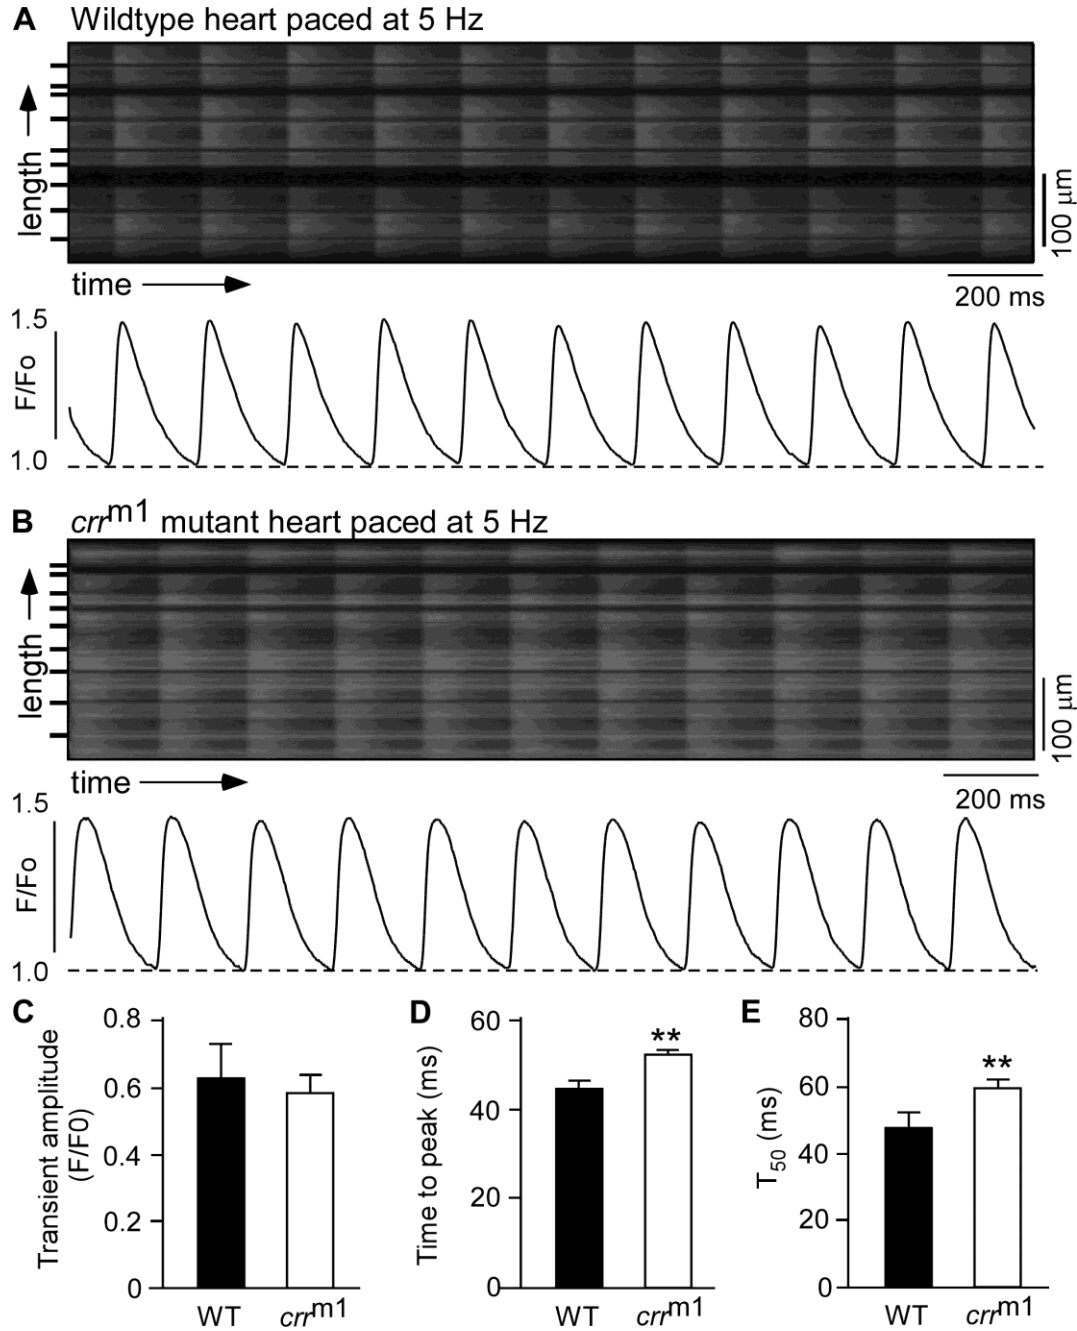 A Wildtype heart paced at 5 Hz
length
100 µm
time
200 ms
1.5
F/Fo
1.0
B crrm1 mutant heart paced at 5 Hz
length
100 µm
time
200 ms
1.5
F/Fo
1.0
C
Transient amplitude
(F/F0)
0.8
0.6
0.4
0.2
0
WT crrm1
D
Time to peak (ms)
60
40
20
0
**
WT crrm1
E
T50 (ms)
80
60
40
20
0
**
WT crrm1